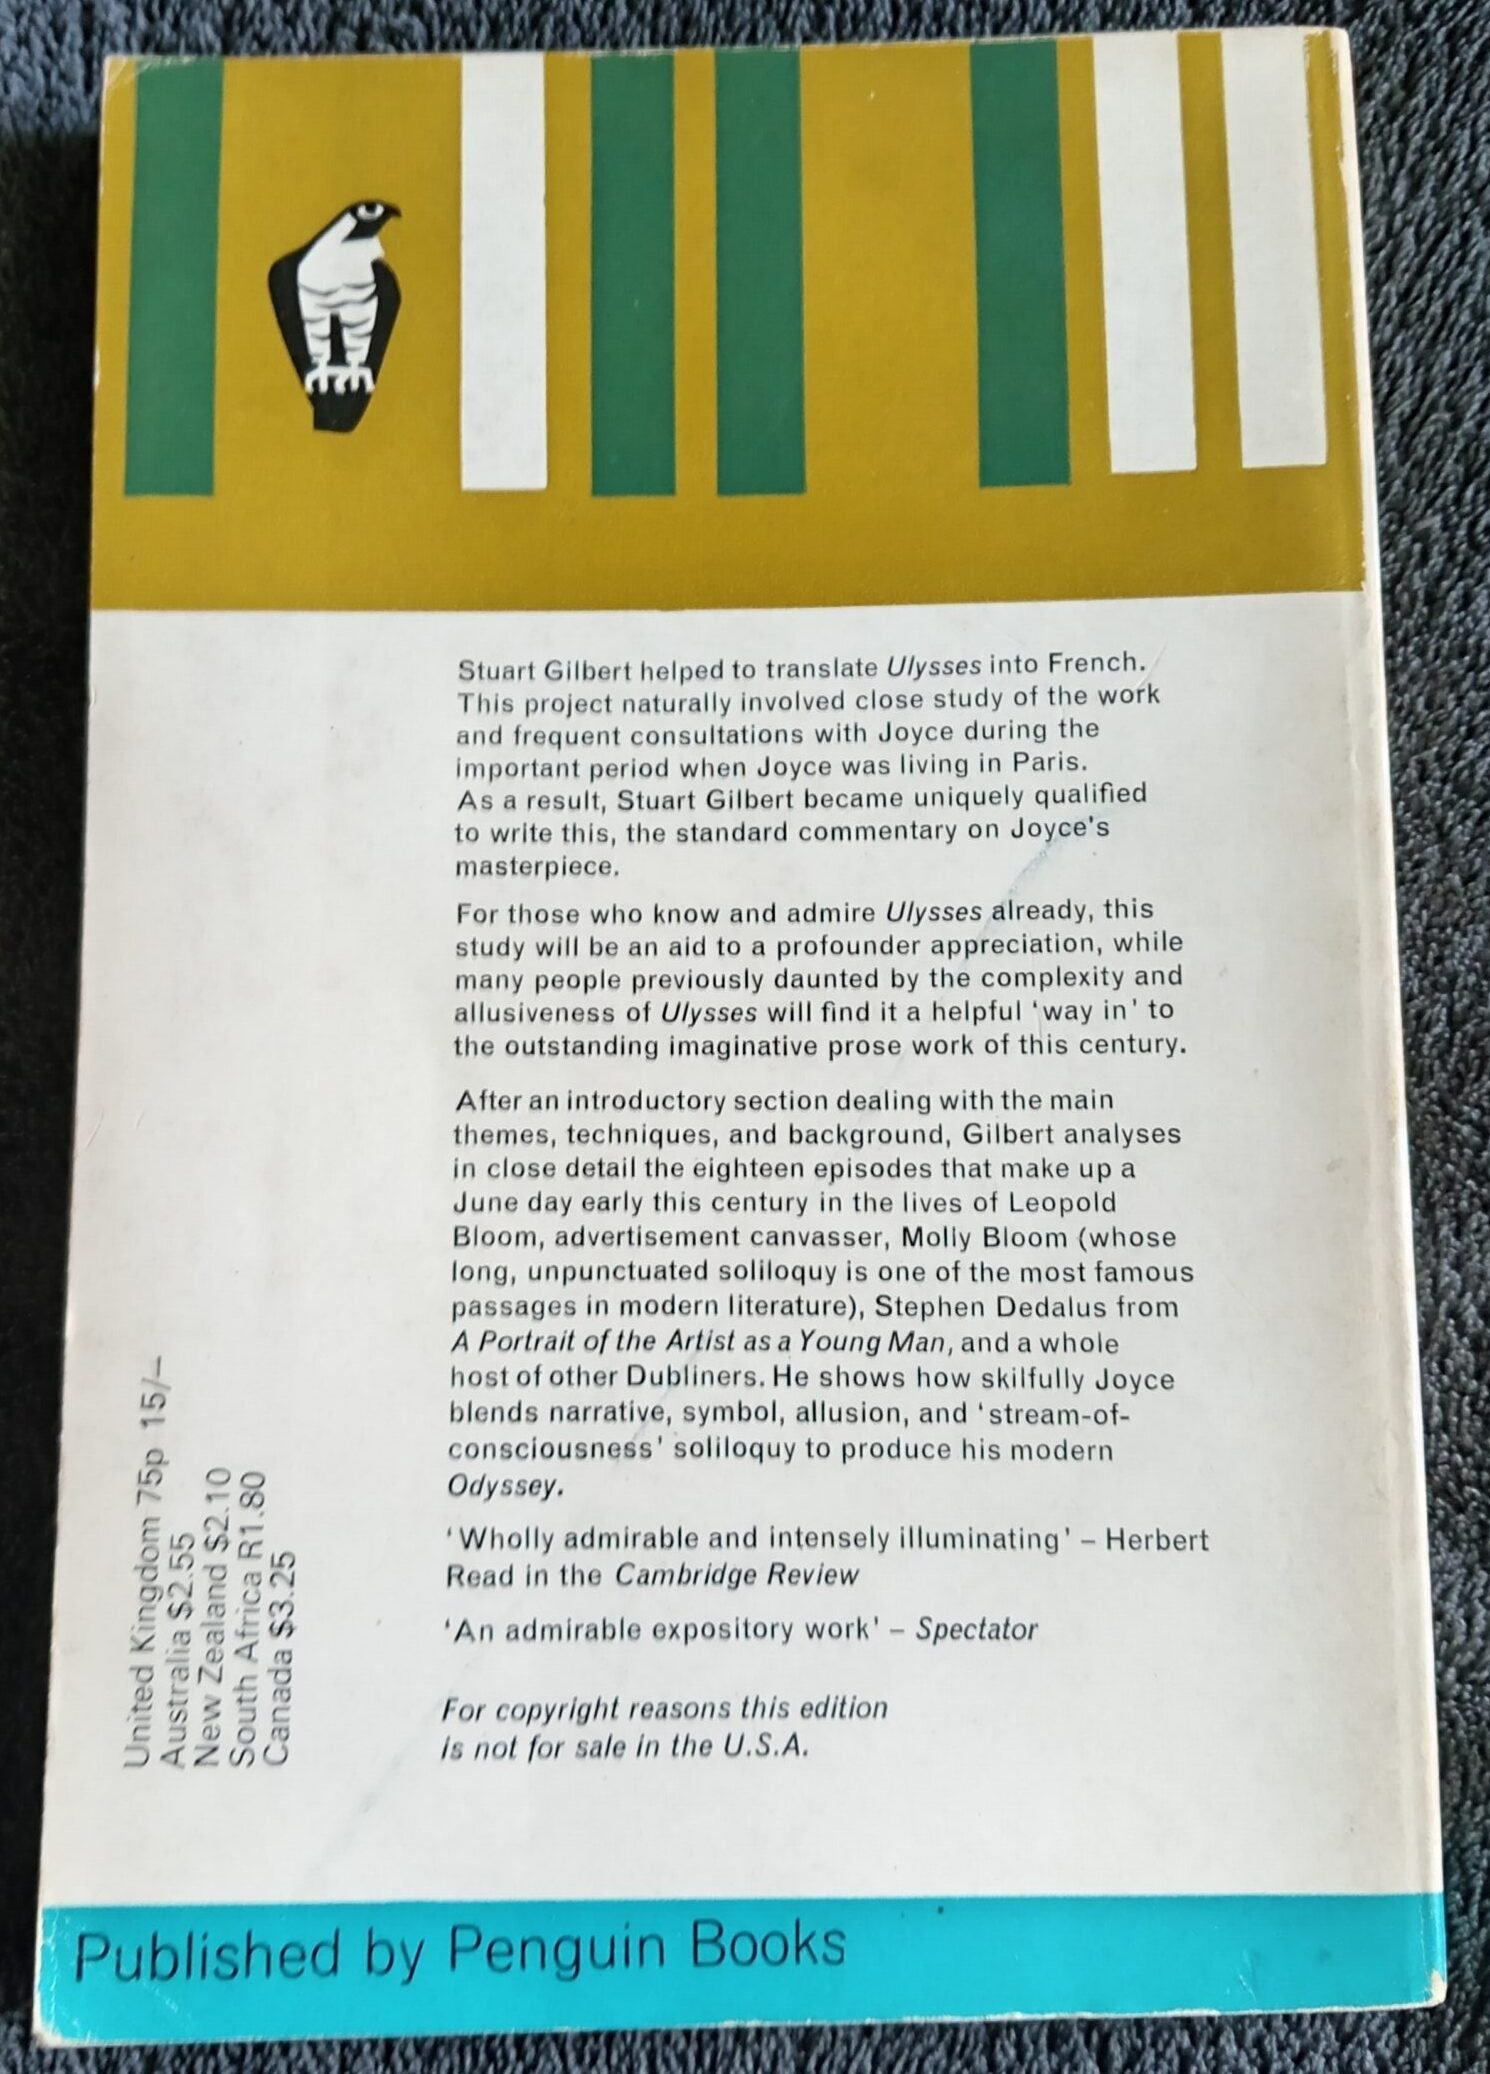 Stuart Gilbert helped to translate Ulysses into French.
This project naturally involved close study of the work
and frequent consultations with Joyce during the
important period when Joyce was living in Paris.
As a result, Stuart Gilbert became uniquely qualified
to write this, the standard commentary on Joyce's
masterpiece.
For those who know and admire Ulysses already, this
study will be an aid to a profounder appreciation, while
many people previously daunted by the complexity and
allusiveness of Ulysses will find it a helpful 'way in' to
the outstanding imaginative prose work of this century.
After an introductory section dealing with the main
themes, techniques, and background, Gilbert analyses
in close detail the eighteen episodes that make up a
June day early this century in the lives of Leopold
Bloom, advertisement canvasser, Molly Bloom (whose
long, unpunctuated soliloquy is one of the most famous
passages in modern literature), Stephen Dedalus from
A Portrait of the Artist as a Young Man, and a whole
host of other Dubliners. He shows how skilfully Joyce
blends narrative, symbol, allusion, and 'stream-of-
consciousness' soliloquy to produce his modern
Odyssey.
'Wholly admirable and intensely illuminating' – Herbert
Read in the Cambridge Review
'An admirable expository work' – Spectator
For copyright reasons this edition
is not for sale in the U.S.A.
United Kingdom 75p 15/–
Australia $2.55
New Zealand $2.10
South Africa R1.80
Canada $3.25
Published by Penguin Books